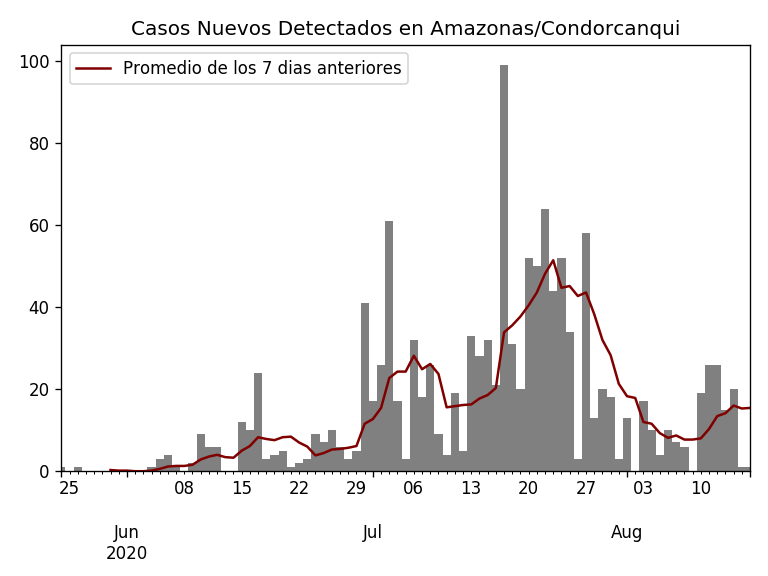 Casos Nuevos Detectados en Amazonas/Condorcanqui
Promedio de los 7 dias anteriores
100
80
60
40
20
0
25 08 15 22 29 06 13 20 27 03 10
Jun Jul Aug
2020